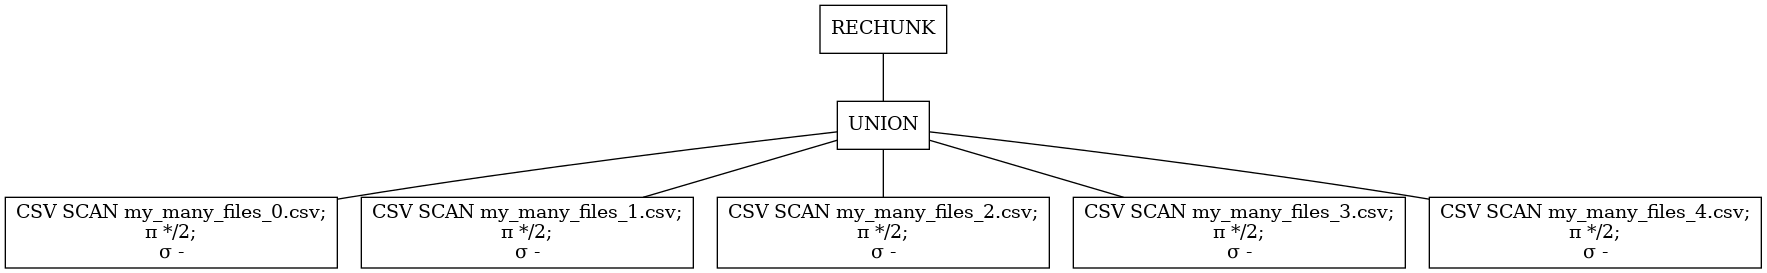 RECHUNK
UNION
CSV SCAN my_many_files_0.csv;
π */2;
σ -
CSV SCAN my_many_files_1.csv;
π */2;
σ -
CSV SCAN my_many_files_2.csv;
π */2;
σ -
CSV SCAN my_many_files_3.csv;
π */2;
σ -
CSV SCAN my_many_files_4.csv;
π */2;
σ -